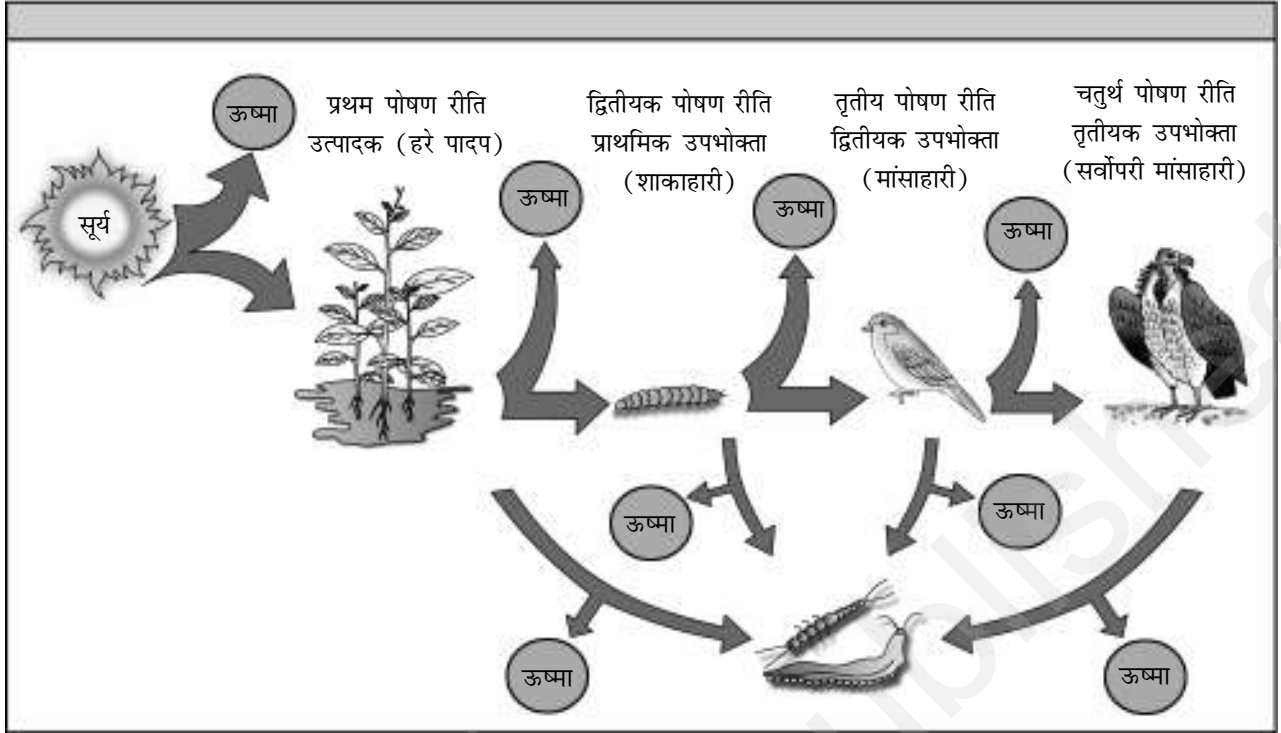 ऊष्मा
सूर्य
प्रथम पोषण रीति
उत्पादक (हरे पादप)
ऊष्मा
द्वितीयक पोषण रीति
प्राथमिक उपभोक्ता
(शाकाहारी)
ऊष्मा
तृतीय पोषण रीति
द्वितीयक उपभोक्ता
(मांसाहारी)
ऊष्मा
चतुर्थ पोषण रीति
तृतीयक उपभोक्ता
(सर्वोपरी मांसाहारी)
ऊष्मा
ऊष्मा
ऊष्मा
ऊष्मा